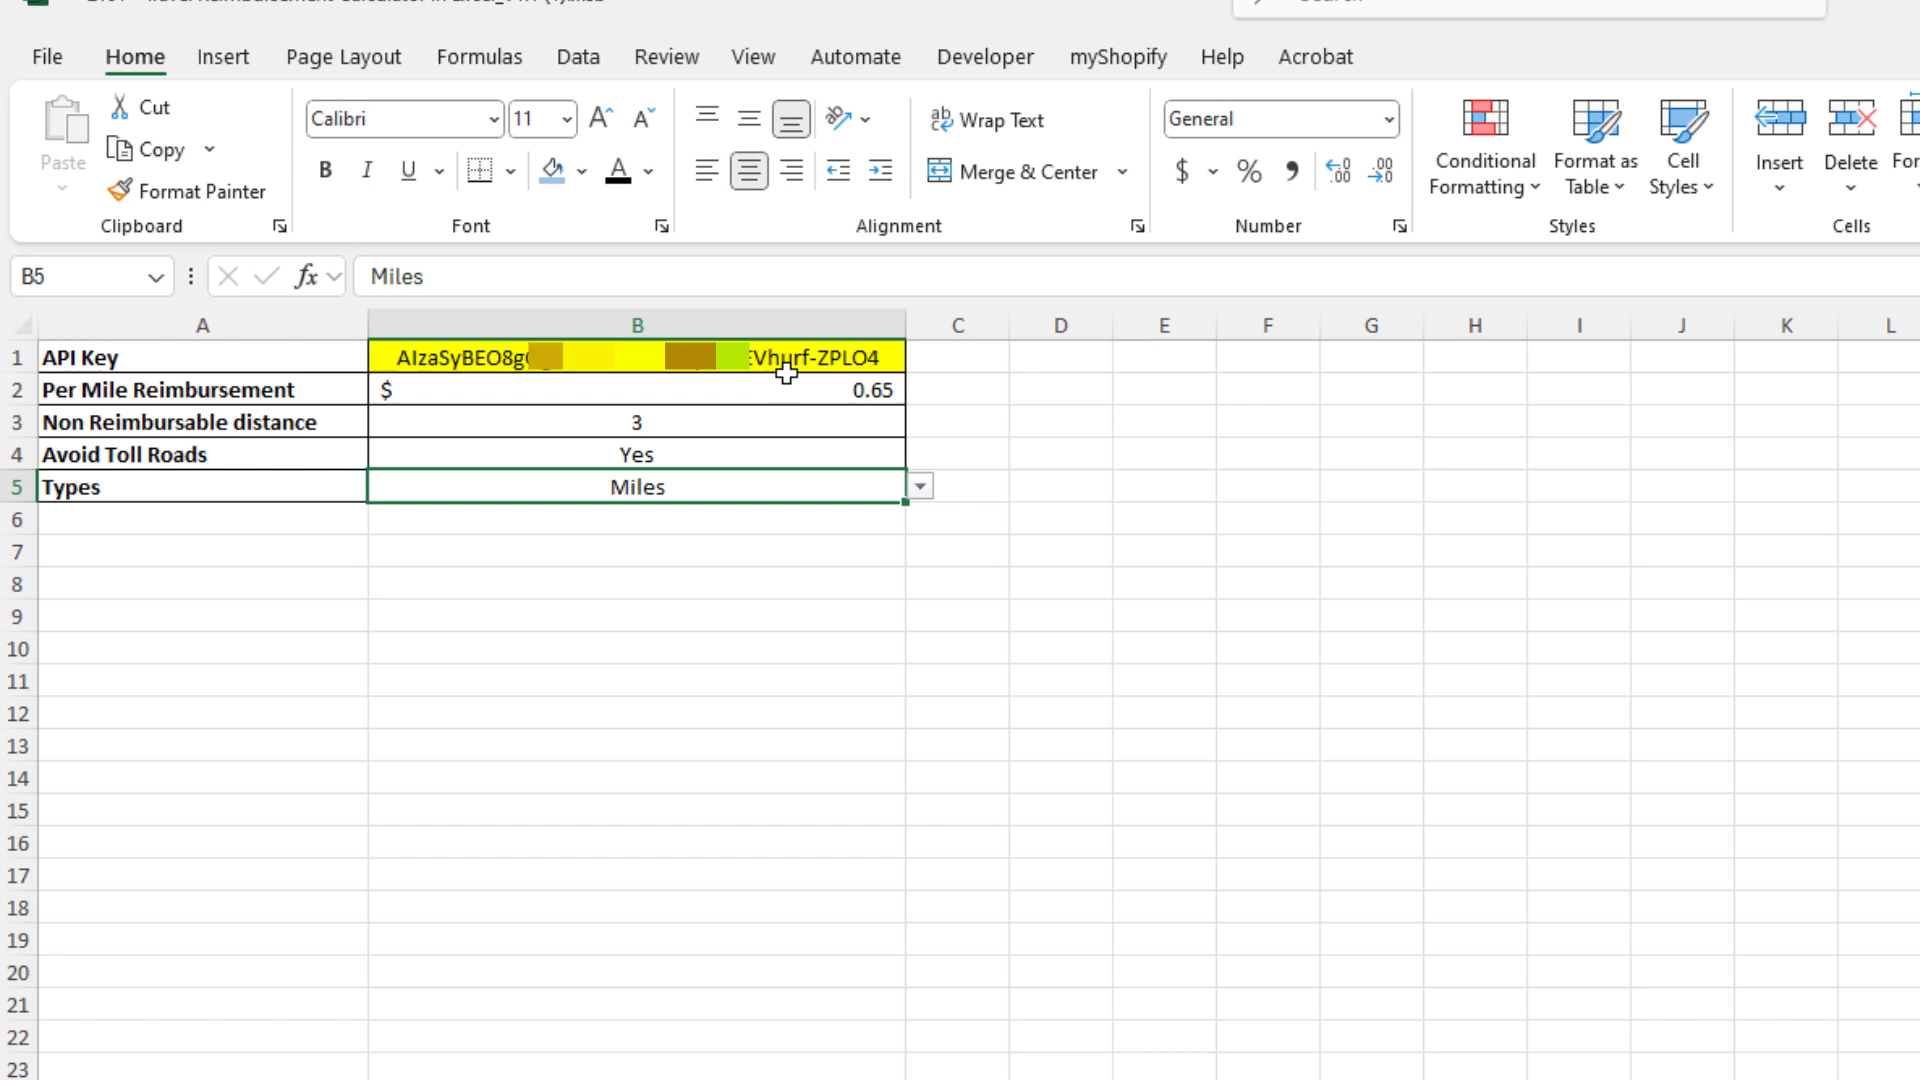 File Home Insert Page Layout Formulas Data Review View Automate Developer myShopify Help Acrobat
Paste
Cut
Copy
Format Painter
Clipboard
Calibri 11
B I U
Font
Wrap Text
Merge & Center
Alignment
General
$ % 9
Number
Conditional Formatting
Format as Table
Cell Styles
Styles
Insert
Delete
Cells
B5 fx Miles
A B C D E F G H I J K L
1 API Key
2 Per Mile Reimbursement $ 0.65
3 Non Reimbursable distance 3
4 Avoid Toll Roads Yes
5 Types Miles
6
7
8
9
10
11
12
13
14
15
16
17
18
19
20
21
22
23